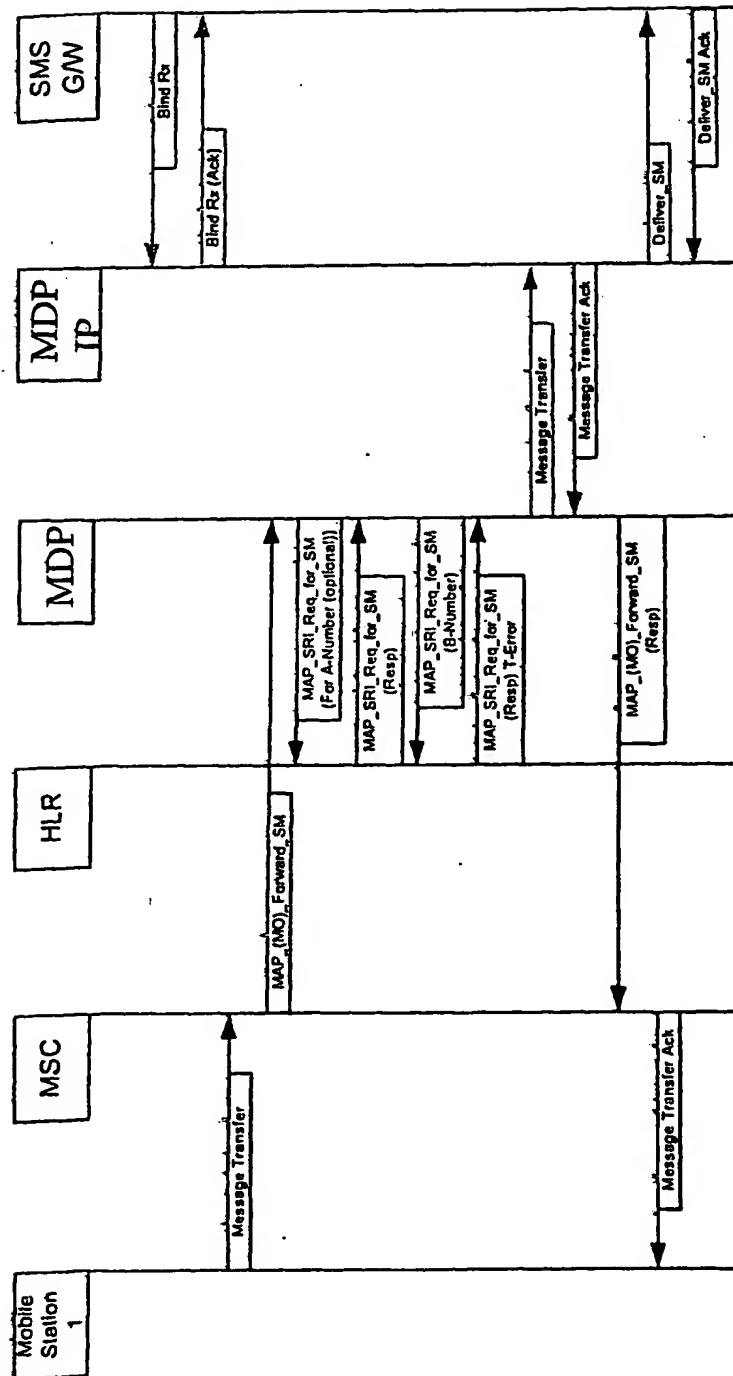 Mobile
Station
1
MSC
HLR
MDP
MDP
IP
SMS
G/W
Bind Rx
Bind Rx (Ack)
Message Transfer
MAP_(MO)_Forward_SM
MAP_SRI_Req_for_SM
(For A-Number (optional))
MAP_SRI_Req_for_SM
(Resp)
MAP_SRI_Req_for_SM
(B-Number)
MAP_SRI_Req_for_SM
(Resp) T-Error
Message Transfer
Message Transfer Ack
MAP_(MO)_Forward_SM
(Resp)
Deliver_SM
Message Transfer Ack
Deliver_SM Ack